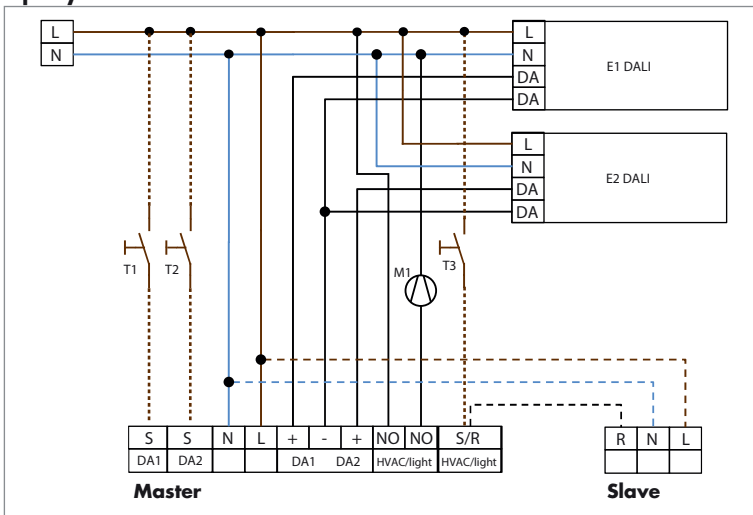 L
N
L
N
DA
DA
E1 DALI
L
N
DA
DA
E2 DALI
T1
T2
M1
T3
S S N L + - + NO NO S/R
DA1 DA2 DA1 DA2 HVAC/light HVAC/light
R N L
Master
Slave